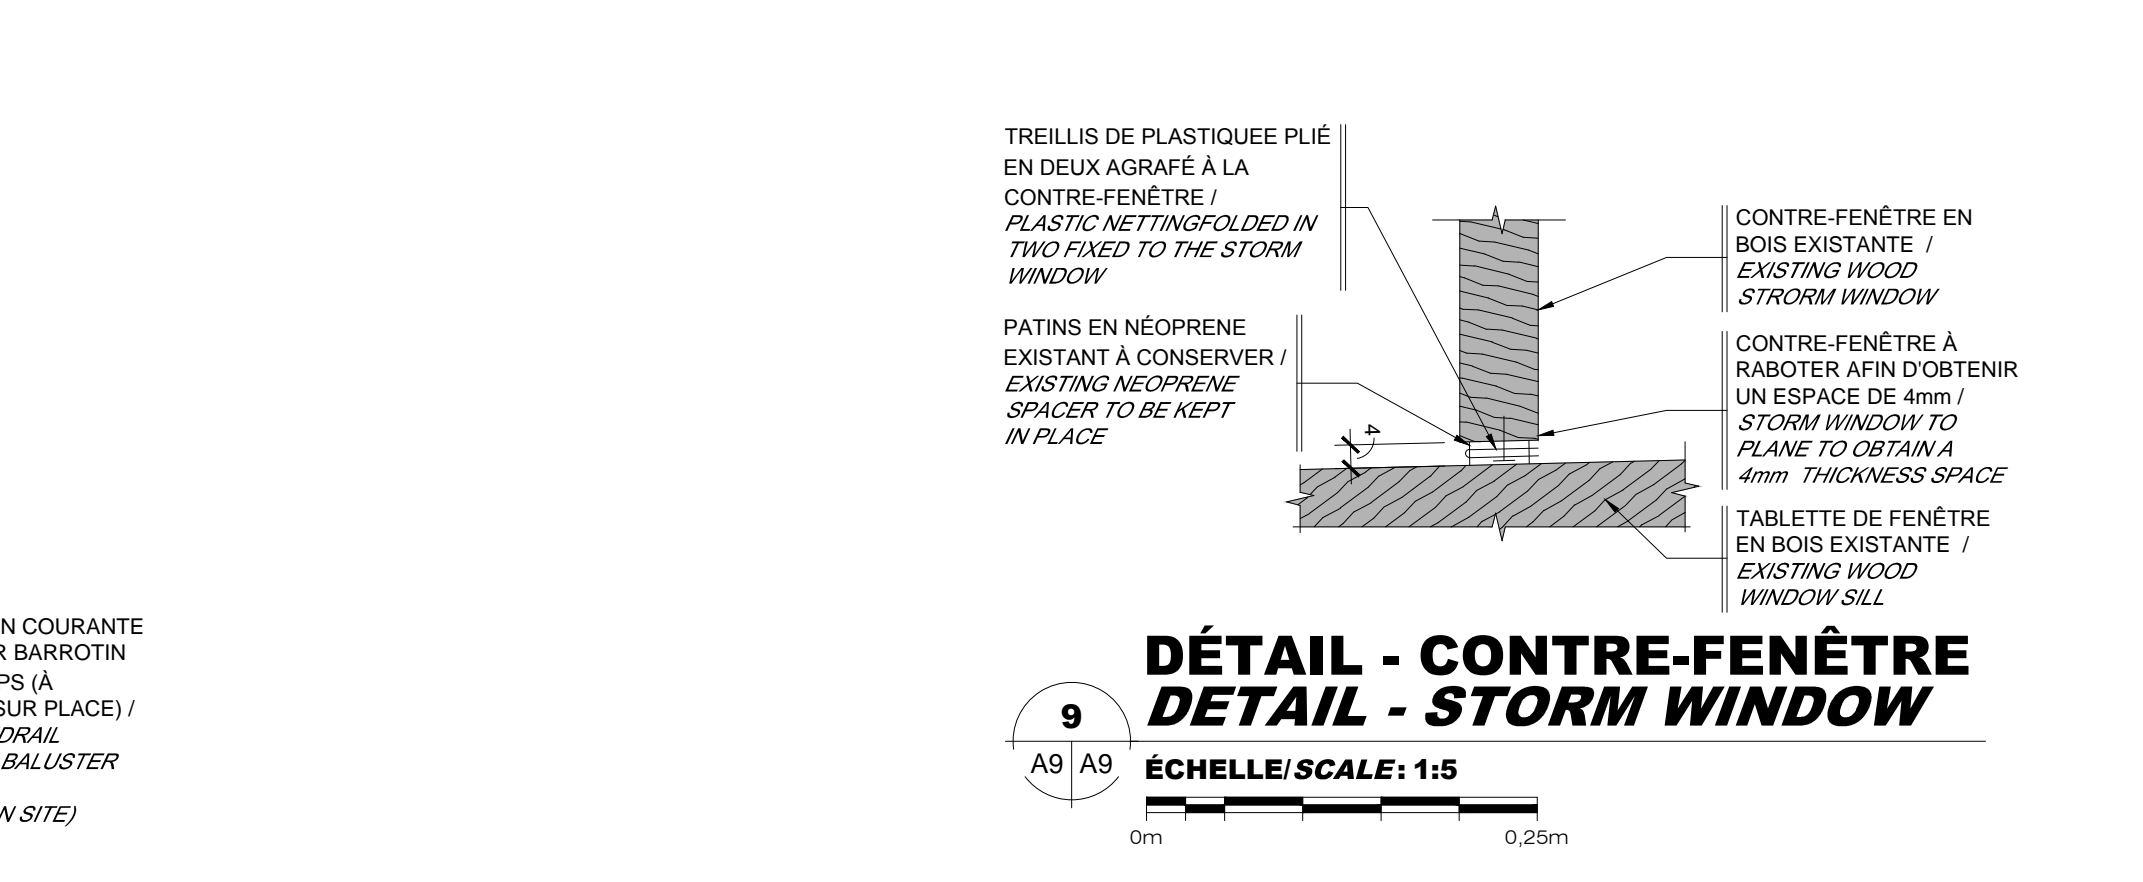 TREILLIS DE PLASTIQUEE PLIÉ
EN DEUX AGRAFÉ À LA
CONTRE-FENÊTRE /
PLASTIC NETTINGFOLDED IN
TWO FIXED TO THE STORM
WINDOW
PATINS EN NÉOPRENE
EXISTANT À CONSERVER /
EXISTING NEOPRENE
SPACER TO BE KEPT
IN PLACE
4
CONTRE-FENÊTRE EN
BOIS EXISTANTE /
EXISTING WOOD
STRORM WINDOW
CONTRE-FENÊTRE À
RABOTER AFIN D'OBTENIR
UN ESPACE DE 4mm /
STORM WINDOW TO
PLANE TO OBTAIN A
4mm THICKNESS SPACE
TABLETTE DE FENÊTRE
EN BOIS EXISTANTE /
EXISTING WOOD
WINDOW SILL
N COURANTE
R BARROTIN
PS (À
SUR PLACE) /
DRAIL
BALUSTER
N SITE)
DÉTAIL - CONTRE-FENÊTRE
DETAIL - STORM WINDOW
9
A9 A9
ÉCHELLE/SCALE: 1:5
0m 0,25m